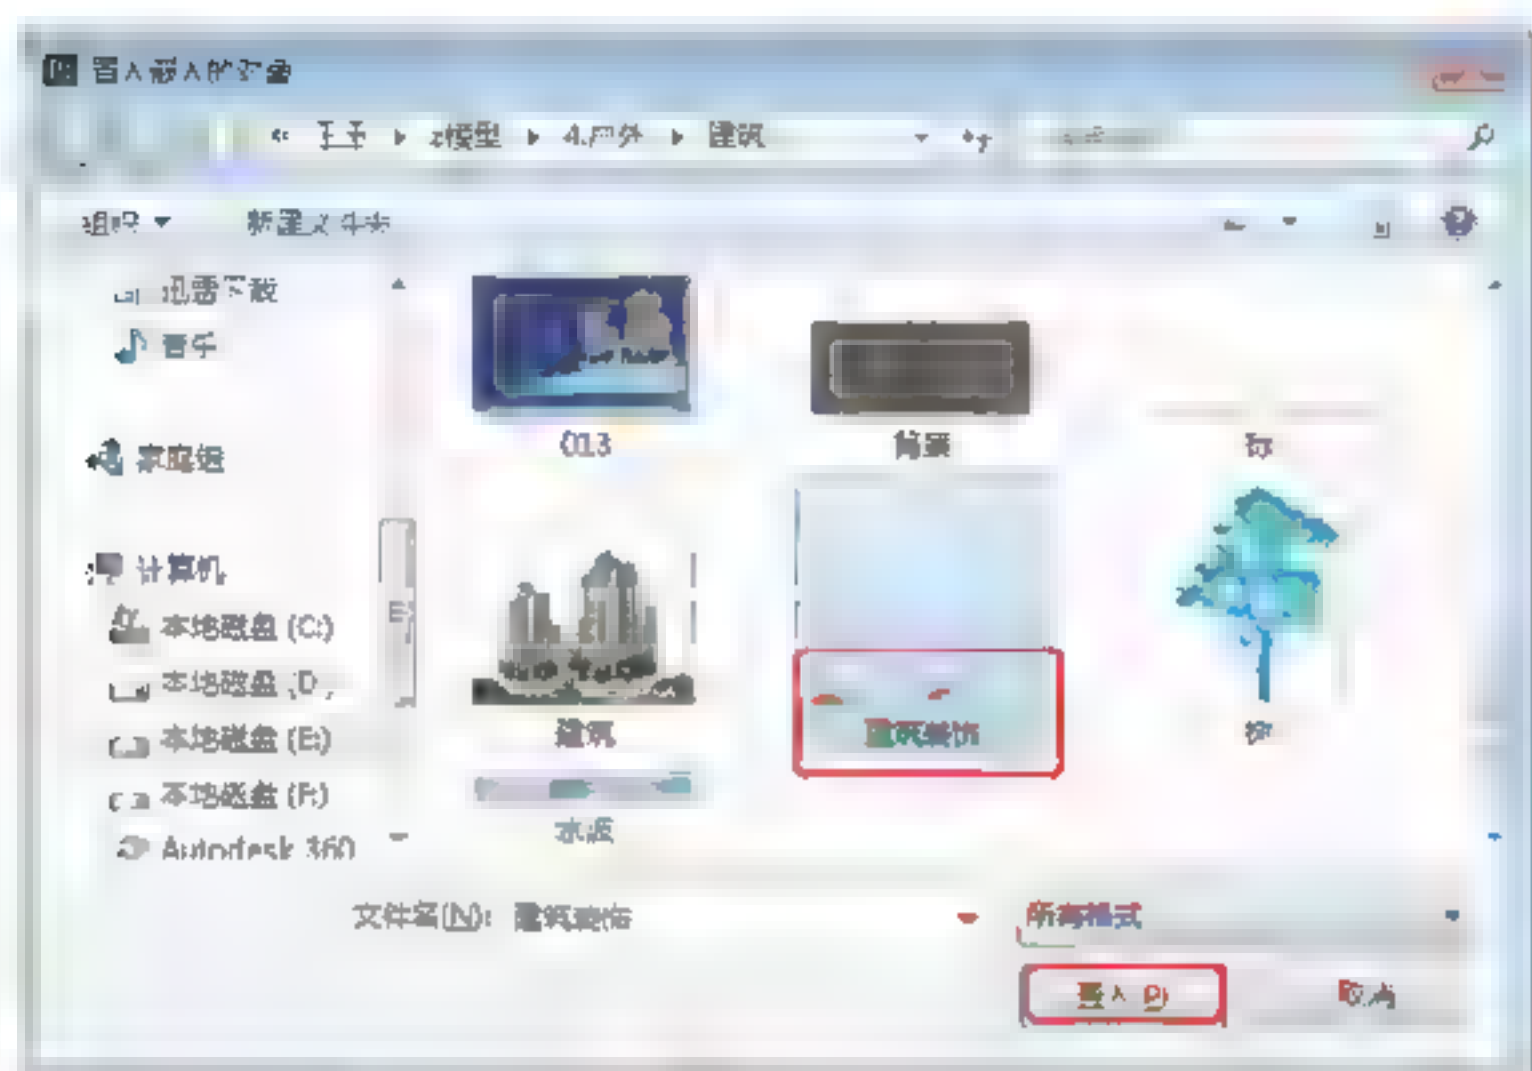 置入嵌入的对象
« 王手 ▸ z模型 ▸ 4.户外 ▸ 建筑
组织 新建文件夹
迅雷下载
音乐
家庭组
计算机
本地磁盘 (C:)
本地磁盘 (D:)
本地磁盘 (E:)
本地磁盘 (F:)
Autodesk 360
013
背景
建筑
建筑装饰
树
水波
文件名(N): 建筑装饰
所有格式
置入(P) 取消